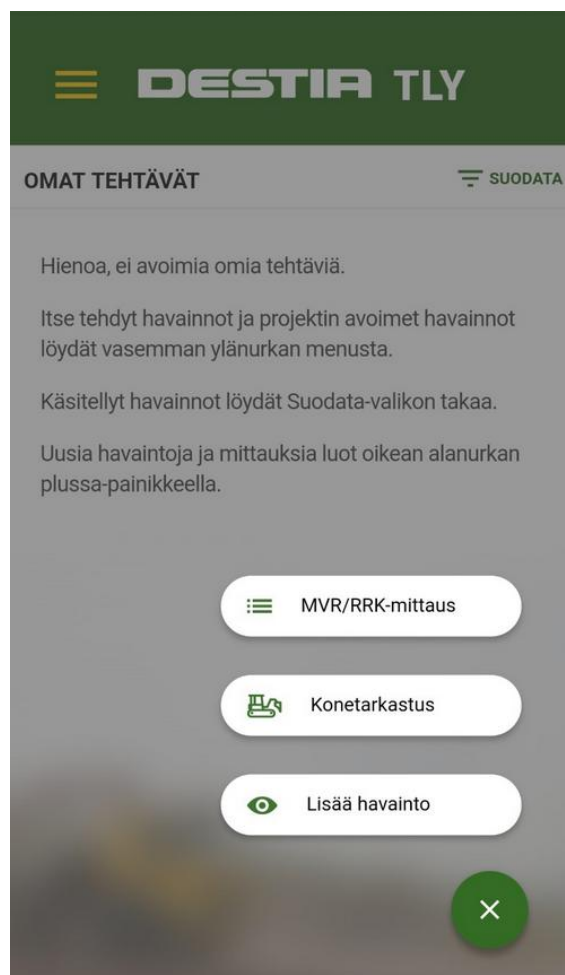 DESTIA TLY
OMAT TEHTÄVÄT
SUODATA
Hienoa, ei avoimia omia tehtäviä.
Itse tehdyt havainnot ja projektin avoimet havainnot
löydät vasemman ylänurkan menusta.
Käsitellyt havainnot löydät Suodata-valikon takaa.
Uusia havaintoja ja mittauksia luot oikean alanurkan
plussa-painikkeella.
MVR/RRK-mittaus
Konetarkastus
Lisää havainto